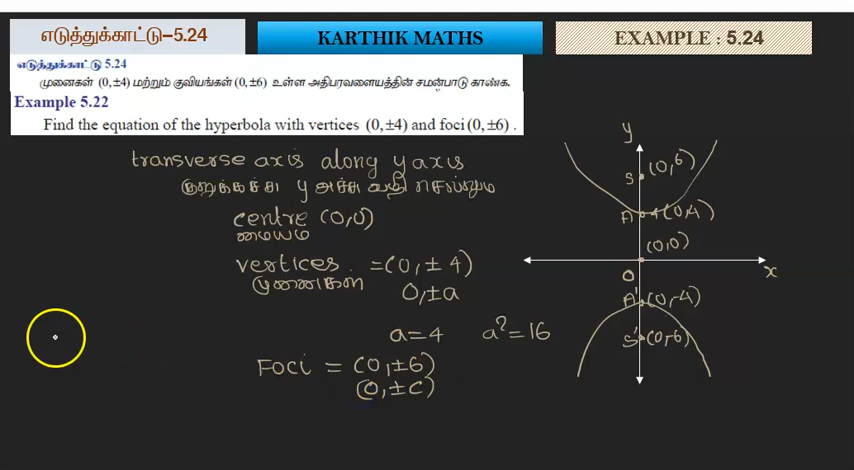 எடுத்துக்காட்டு–5.24
KARTHIK MATHS
EXAMPLE : 5.24
எடுத்துக்காட்டு 5.24
முனைகள் (0,±4) மற்றும் குவியங்கள் (0,±6) உள்ள அதிபரவளையத்தின் சமன்பாடு காண்க.
Example 5.22
Find the equation of the hyperbola with vertices (0,±4) and foci (0,±6) .
transverse axis along y axis
குறுக்கச்சு y அச்சு வழி செல்லும்
centre (0,0)
மையம்
vertices = (0, ±4)
முனைகள் 0, ±a
a=4 a²=16
Foci = (0, ±6)
(0, ±c)
y
S (0,6)
A 4 (0,4)
(0,0)
O x
A' (0,-4)
S' (0,-6)